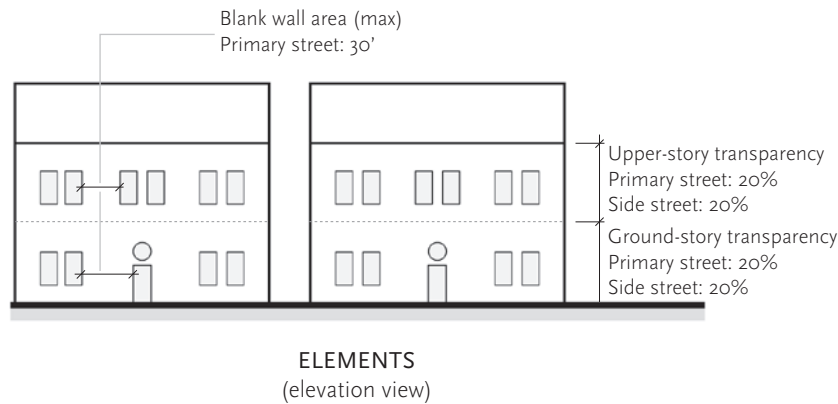 Blank wall area (max)
Primary street: 30'
Upper-story transparency
Primary street: 20%
Side street: 20%
Ground-story transparency
Primary street: 20%
Side street: 20%
ELEMENTS
(elevation view)